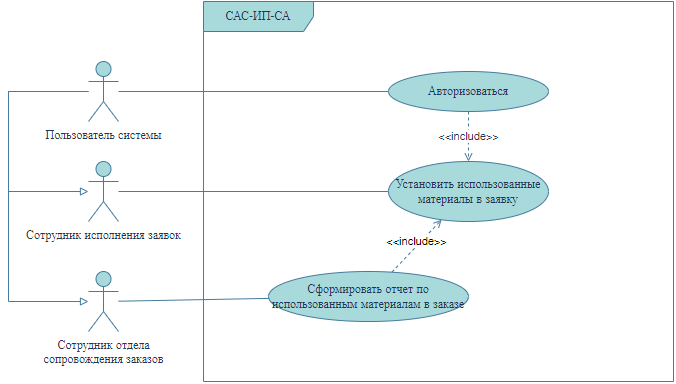 САС-ИП-СА
Пользователь системы
Авторизоваться
<<include>>
Сотрудник исполнения заявок
Установить использованные
материалы в заявку
<<include>>
Сотрудник отдела
сопровождения заказов
Сформировать отчет по
использованным материалам в заказе